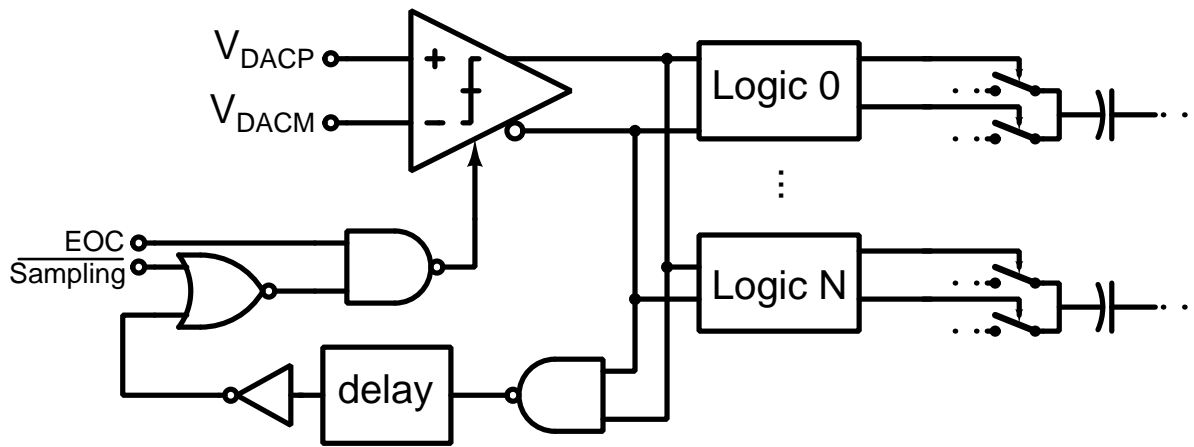 V_DACP
V_DACM
Logic 0
...
EOC
Sampling
Logic N
delay